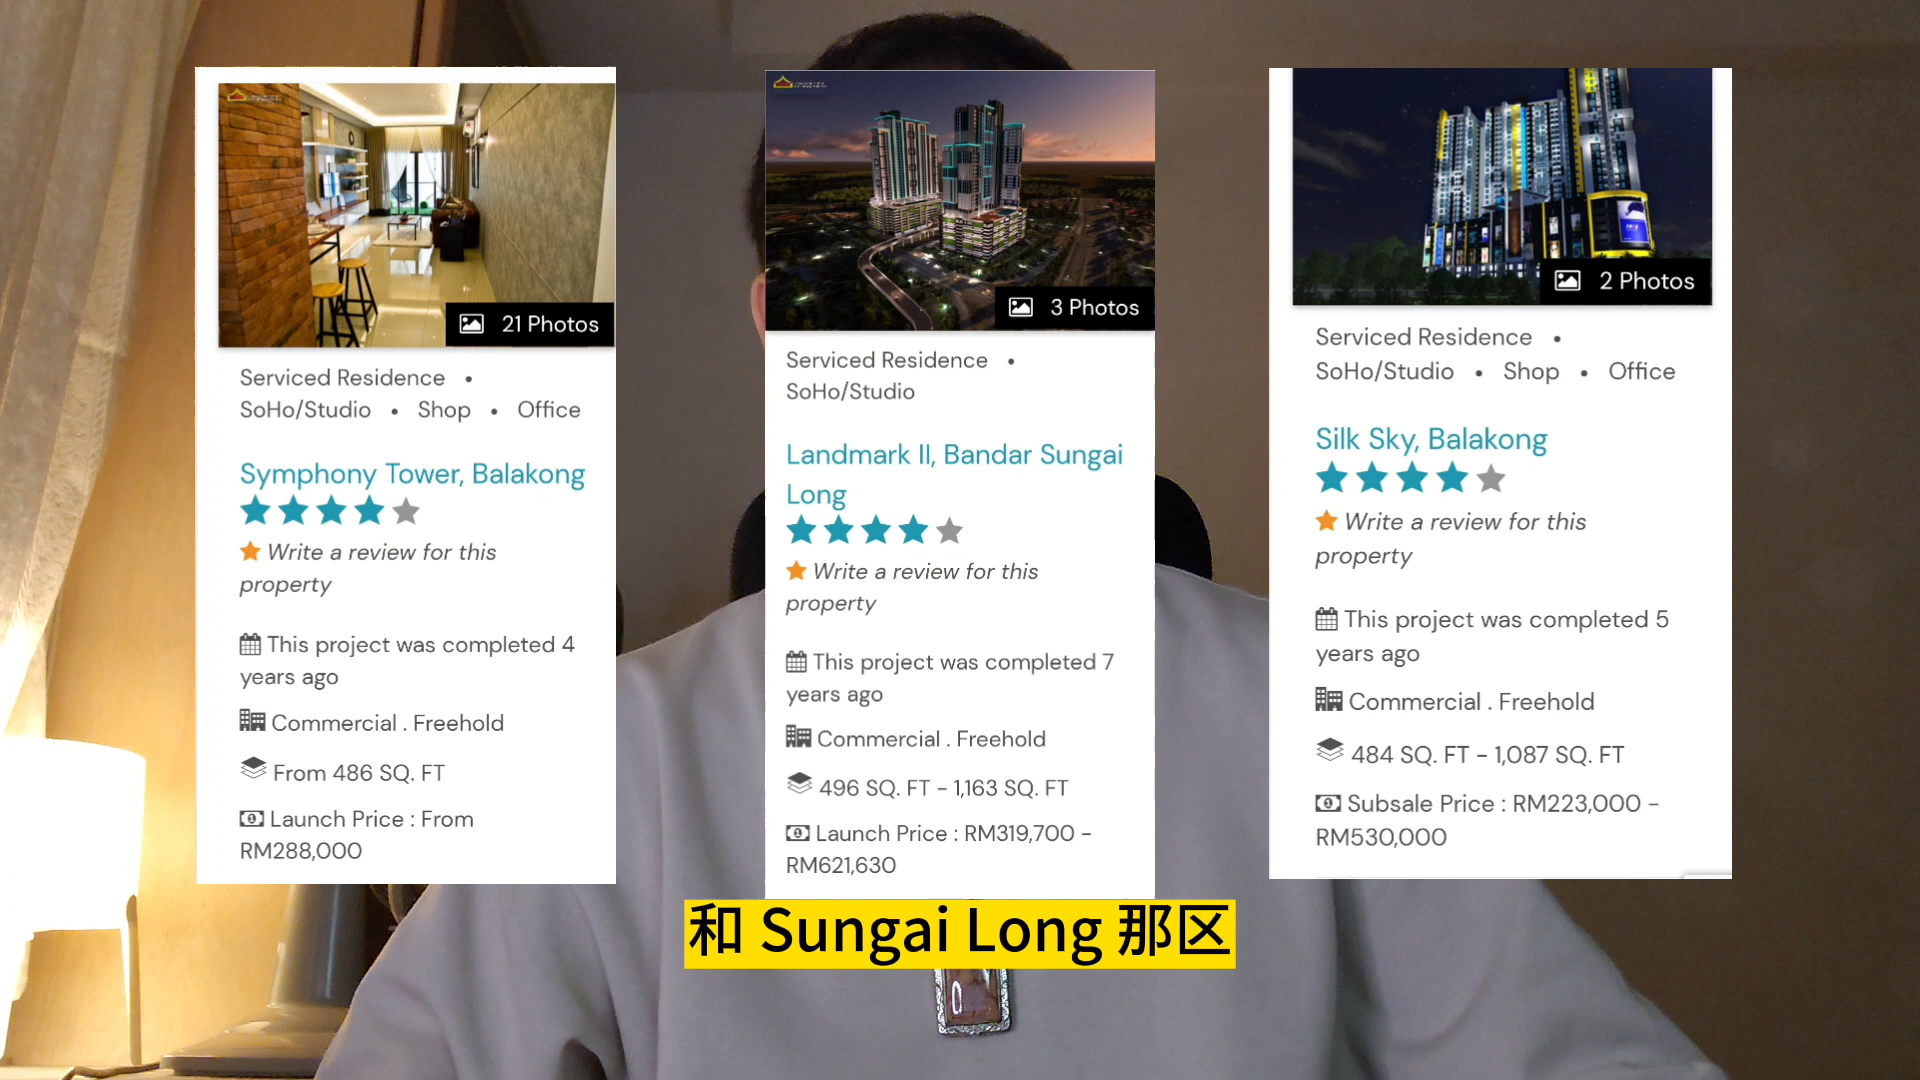 21 Photos
Serviced Residence •
SoHo/Studio • Shop • Office
Symphony Tower, Balakong
Write a review for this
property
This project was completed 4
years ago
Commercial . Freehold
From 486 SQ. FT
Launch Price : From
RM288,000
3 Photos
Serviced Residence •
SoHo/Studio
Landmark II, Bandar Sungai
Long
Write a review for this
property
This project was completed 7
years ago
Commercial . Freehold
496 SQ. FT - 1,163 SQ. FT
Launch Price : RM319,700 -
RM621,630
2 Photos
Serviced Residence •
SoHo/Studio • Shop • Office
Silk Sky, Balakong
Write a review for this
property
This project was completed 5
years ago
Commercial . Freehold
484 SQ. FT - 1,087 SQ. FT
Subsale Price : RM223,000 -
RM530,000
和 Sungai Long 那区